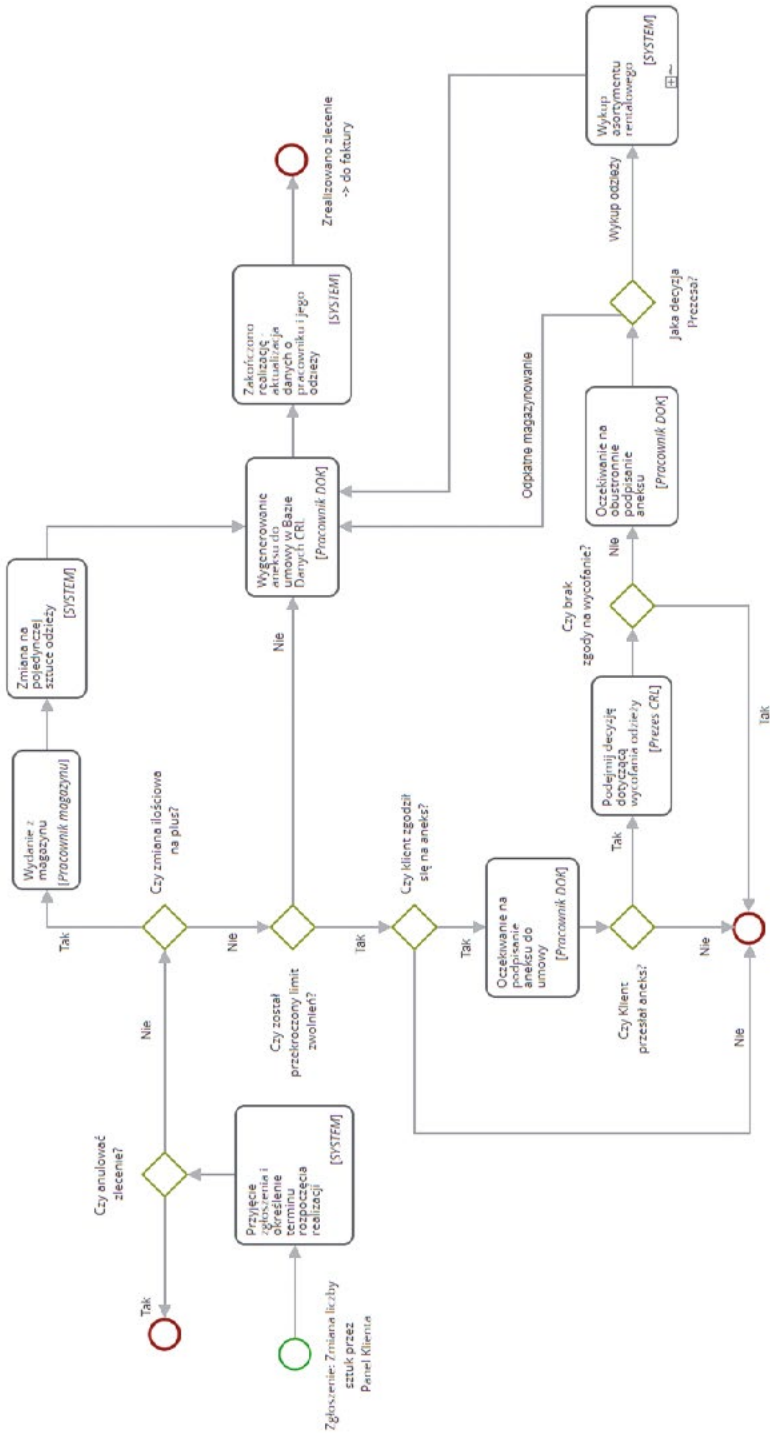 Zgłoszenie: Zmiana liczby
sztuk przez
Panel Klienta
Przyjęcie
zgłoszenia i
określenie
terminu
rozpoczęcia
realizacji
[SYSTEM]
Czy anulować
zlecenie?
Tak
Nie
Czy zmiana ilościowa
na plus?
Tak
Wydanie z
magazynu
[Pracownik magazynu]
Zmiana na
pojedynczej
sztuce odzieży
[SYSTEM]
Nie
Czy został
przekroczony limit
zwolnień?
Nie
Wygenerowanie
aneksu do
umowy w Bazie
Danych CRL
[Pracownik DOK]
Zakończono
realizację -
aktualizacja
danych o
pracowniku i jego
odzieży
[SYSTEM]
Zrealizowano zlecenie
-> do faktury
Tak
Czy klient zgodził
się na aneks?
Tak
Nie
Oczekiwanie na
podpisanie
aneksu do
umowy
[Pracownik DOK]
Czy Klient
przesłał aneks?
Nie
Tak
Podejmij decyzję
dotyczącą
wycofania odzieży
[Prezes CRL]
Czy brak
zgody na wycofanie?
Tak
Nie
Oczekiwanie na
obustronnie
podpisanie
aneksu
[Pracownik DOK]
Jaka decyzja
Prezesa?
Odpłatne magazynowanie
Wykup odzieży
Wykup
asortymentu
rentalowego
[SYSTEM]